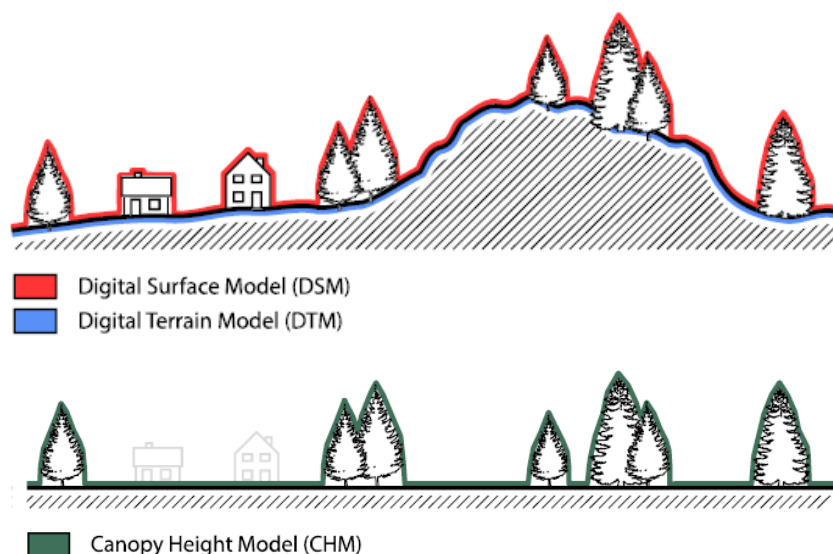 Digital Surface Model (DSM)
Digital Terrain Model (DTM)
Canopy Height Model (CHM)